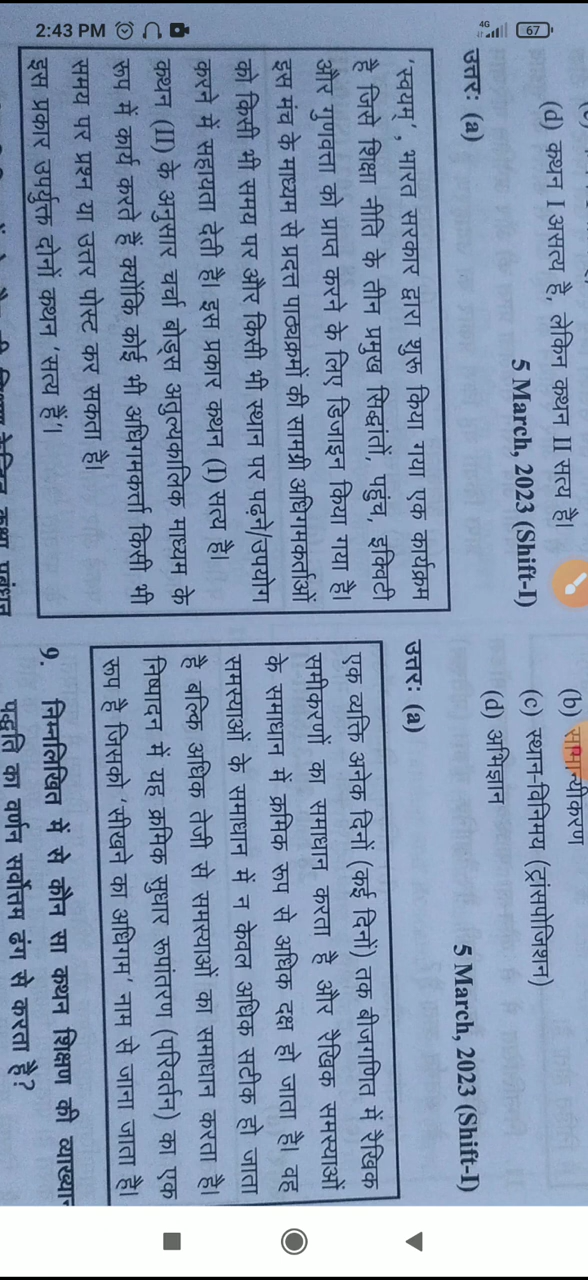 2:43 PM
4G
67
(d) कथन I असत्य है, लेकिन कथन II सत्य है।
5 March, 2023 (Shift-I)
उत्तर: (a)
'स्वयम्', भारत सरकार द्वारा शुरू किया गया एक कार्यक्रम
है जिसे शिक्षा नीति के तीन प्रमुख सिद्धांतों, पहुंच, इक्विटी
और गुणवत्ता को प्राप्त करने के लिए डिजाइन किया गया है।
इस मंच के माध्यम से प्रदत्त पाठ्यक्रमों की सामग्री अधिगमकर्ताओं
को किसी भी समय पर और किसी भी स्थान पर पढ़ने/उपयोग
करने में सहायता देती है। इस प्रकार कथन (I) सत्य है।
कथन (II) के अनुसार चर्चा बोर्ड्स अतुल्यकालिक माध्यम के
रूप में कार्य करते हैं क्योंकि कोई भी अधिगमकर्ता किसी भी
समय पर प्रश्न या उत्तर पोस्ट कर सकता है।
इस प्रकार उपर्युक्त दोनों कथन 'सत्य हैं'।
(b) सामान्यीकरण
(c) स्थान-विनिमय (ट्रांसपोजिशन)
(d) अभिज्ञान
5 March, 2023 (Shift-I)
उत्तर: (a)
एक व्यक्ति अनेक दिनों (कई दिनों) तक बीजगणित में रैखिक
समीकरणों का समाधान करता है और रैखिक समस्याओं
के समाधान में क्रमिक रूप से अधिक दक्ष हो जाता है। वह
समस्याओं के समाधान में न केवल अधिक सटीक हो जाता
है बल्कि अधिक तेजी से समस्याओं का समाधान करता है।
निष्पादन में यह क्रमिक सुधार रूपांतरण (परिवर्तन) का एक
रूप है जिसको 'सीखने का अधिगम' नाम से जाना जाता है।
9. निम्नलिखित में से कौन सा कथन शिक्षण की
पद्धति का वर्णन सर्वोत्तम ढंग से करता है?